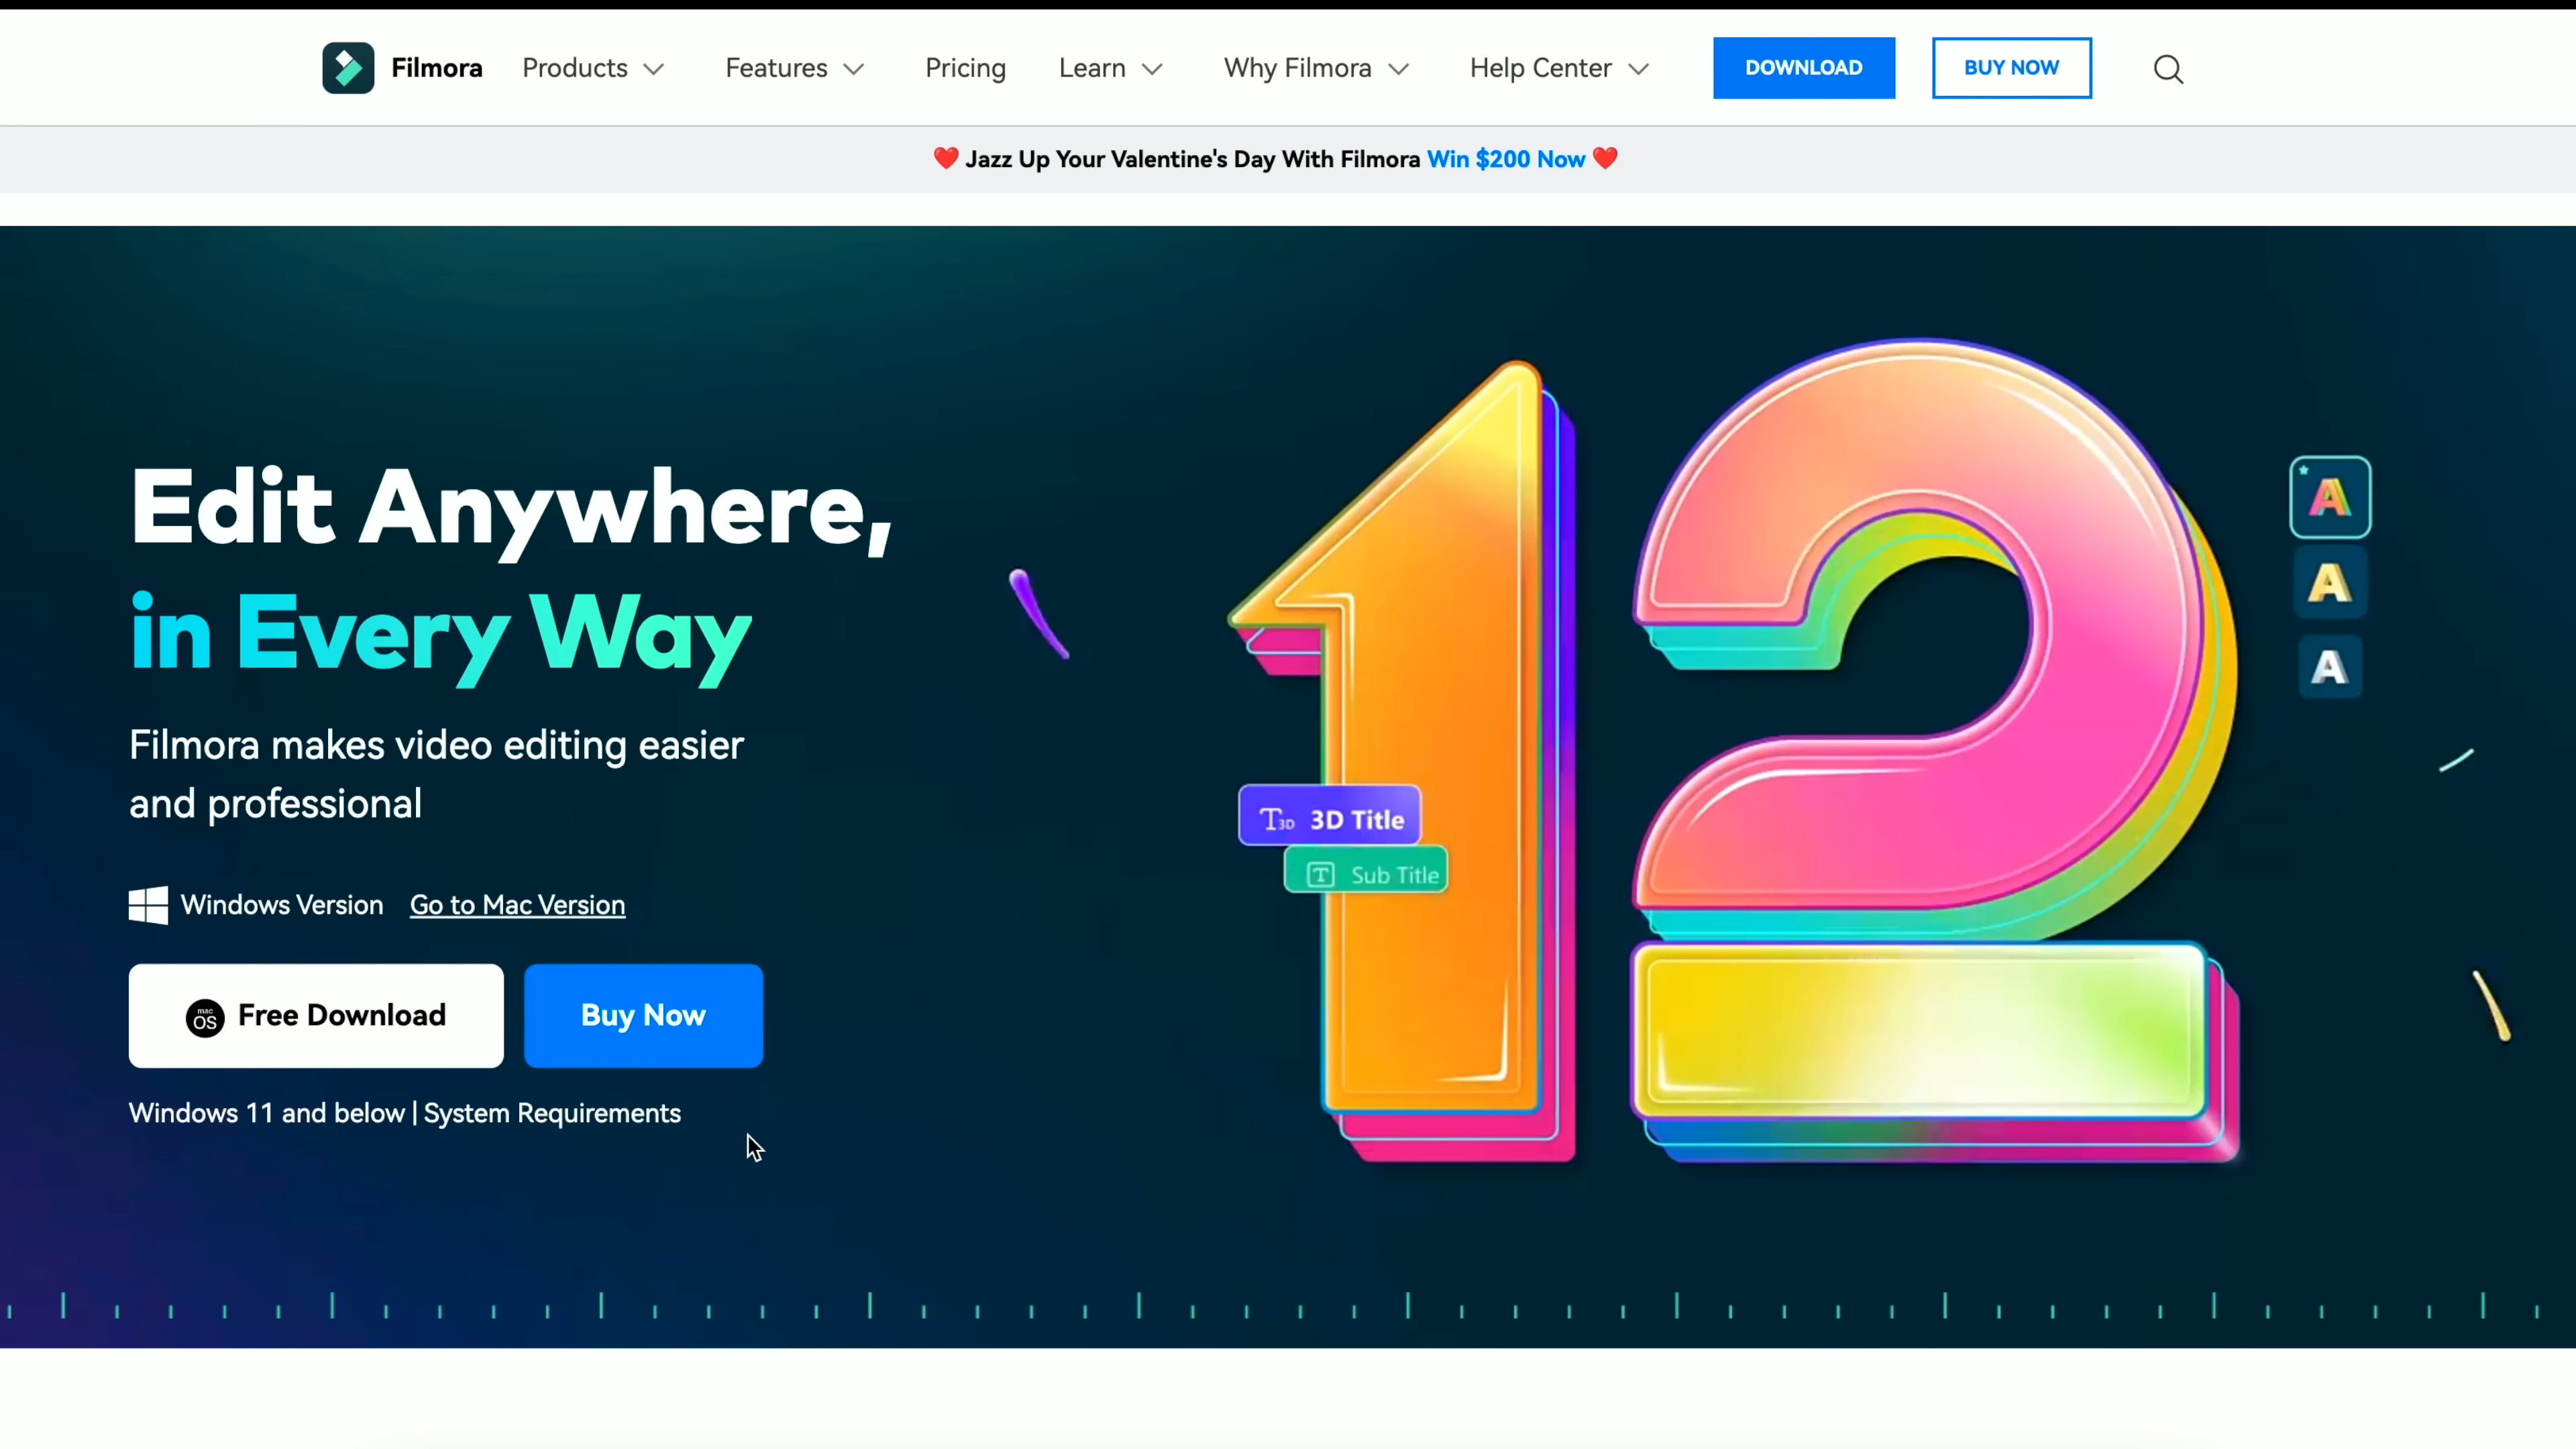 Filmora Products Features Pricing Learn Why Filmora Help Center DOWNLOAD BUY NOW
❤️ Jazz Up Your Valentine's Day With Filmora Win $200 Now ❤️
Edit Anywhere,
in Every Way
Filmora makes video editing easier
and professional
Windows Version Go to Mac Version
macOS Free Download Buy Now
Windows 11 and below | System Requirements
12
T3D 3D Title
T Sub Title
A
A
A